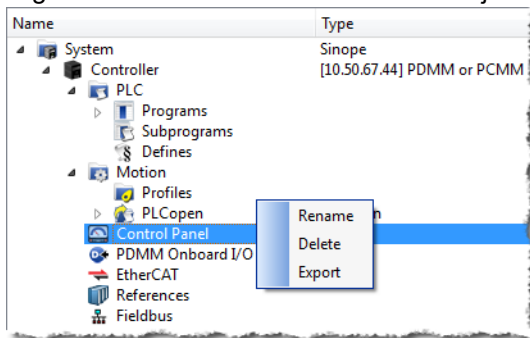 Name Type
System Sinope
Controller [10.50.67.44] PDMM or PCMM
PLC
Programs
Subprograms
Defines
Motion
Profiles
PLCopen n
Control Panel
PDMM Onboard I/O
EtherCAT
References
Fieldbus
Rename
Delete
Export